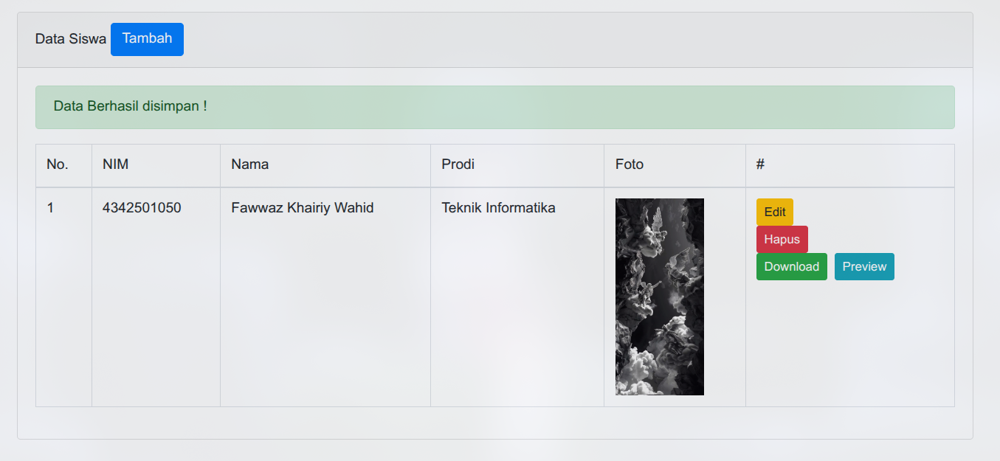 Data Siswa Tambah
Data Berhasil disimpan !
No. NIM Nama Prodi Foto #
1 4342501050 Fawwaz Khairiy Wahid Teknik Informatika Edit
Hapus
Download Preview